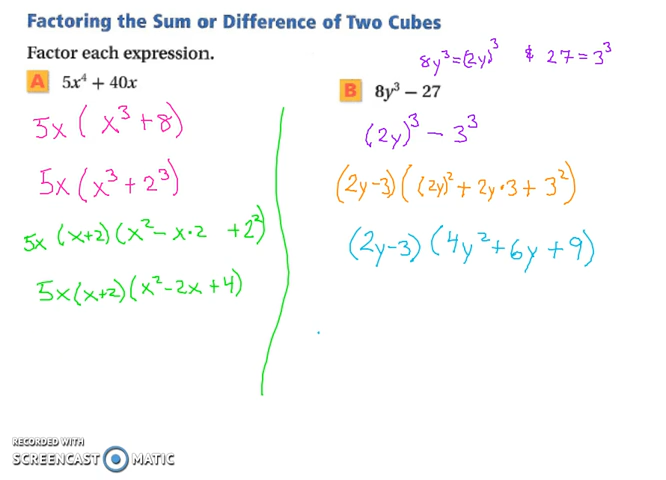 Factoring the Sum or Difference of Two Cubes
Factor each expression.
8y³=(2y)³ & 27=3³
A 5x⁴ + 40x
5x(x³+8)
5x(x³+2³)
5x(x+2)(x²-x·2 +2²)
5x(x+2)(x²-2x+4)
B 8y³ – 27
(2y)³ - 3³
(2y-3)((2y)²+2y·3+3²)
(2y-3)(4y²+6y+9)
RECORDED WITH
SCREENCAST MATIC